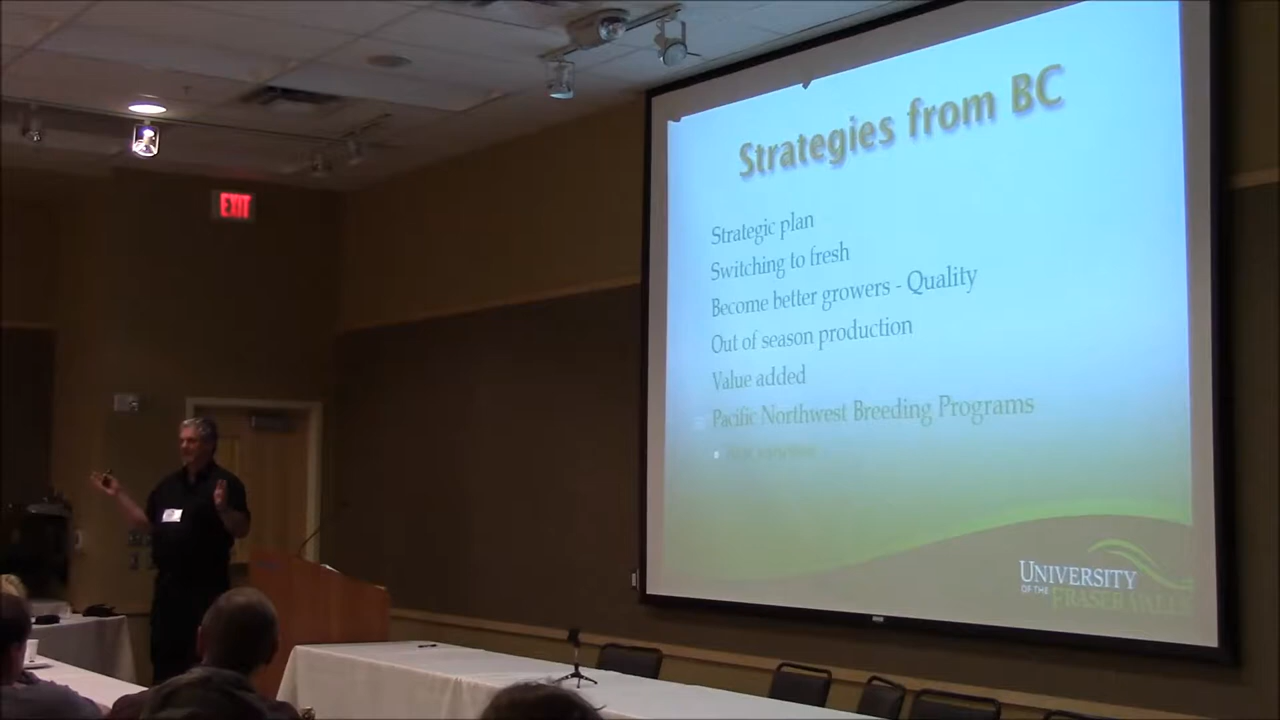 EXIT
Strategies from BC
Strategic plan
Switching to fresh
Become better growers - Quality
Out of season production
Value added
Pacific Northwest Breeding Programs
UNIVERSITY
OF THE
FRASER VALLEY